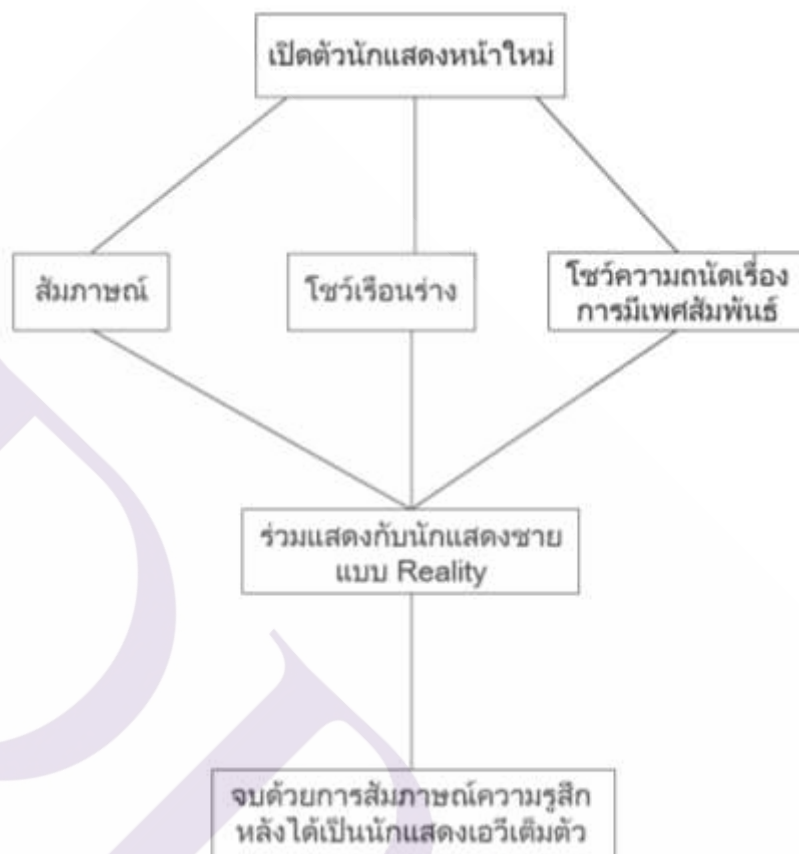 เปิดตัวนักแสดงหน้าใหม่
สัมภาษณ์
โชว์เรือนร่าง
โชว์ความถนัดเรื่อง
การมีเพศสัมพันธ์
ร่วมแสดงกับนักแสดงชาย
แบบ Reality
จบด้วยการสัมภาษณ์ความรู้สึก
หลังได้เป็นนักแสดงเอวีเต็มตัว